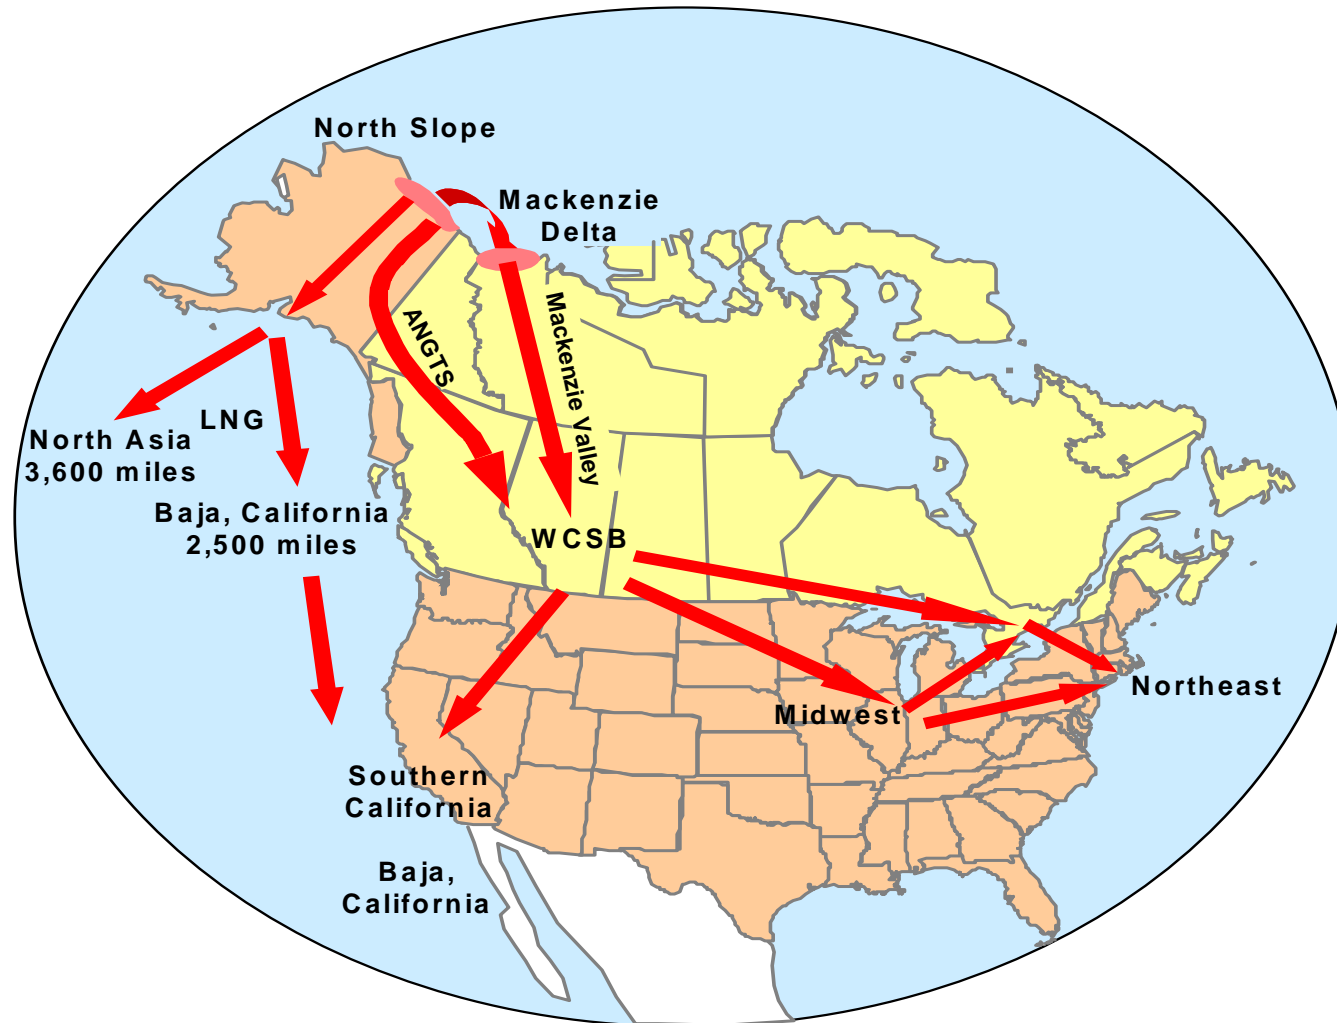 North Slope
Mackenzie
Delta
ANGTS
Mackenzie Valley
LNG
North Asia
3,600 miles
Baja, California
2,500 miles
WCSB
Midwest
Northeast
Southern
California
Baja,
California